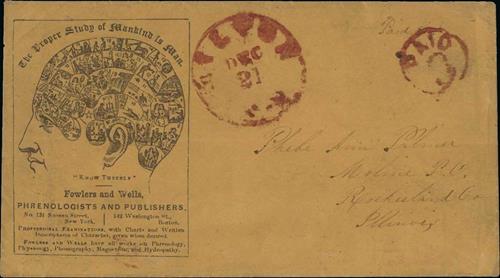 The Proper Study of Mankind is Man.
"KNOW THYSELF"
Fowlers and Wells,
PHRENOLOGISTS AND PUBLISHERS,
No. 131 Nassau Street,
New York.
142 Washington st.,
Boston.
PROFESSIONAL EXAMINATIONS, with Charts and Written
Descriptions of Character, given when desired.
FOWLERS AND WELLS have all works on Phrenology,
Physiology, Phonography, Magnetism, and Hydropathy.
DEC
21
Paid
PAID
Phebe Ann
Moline P.O.
Rock Island Co
Illinois